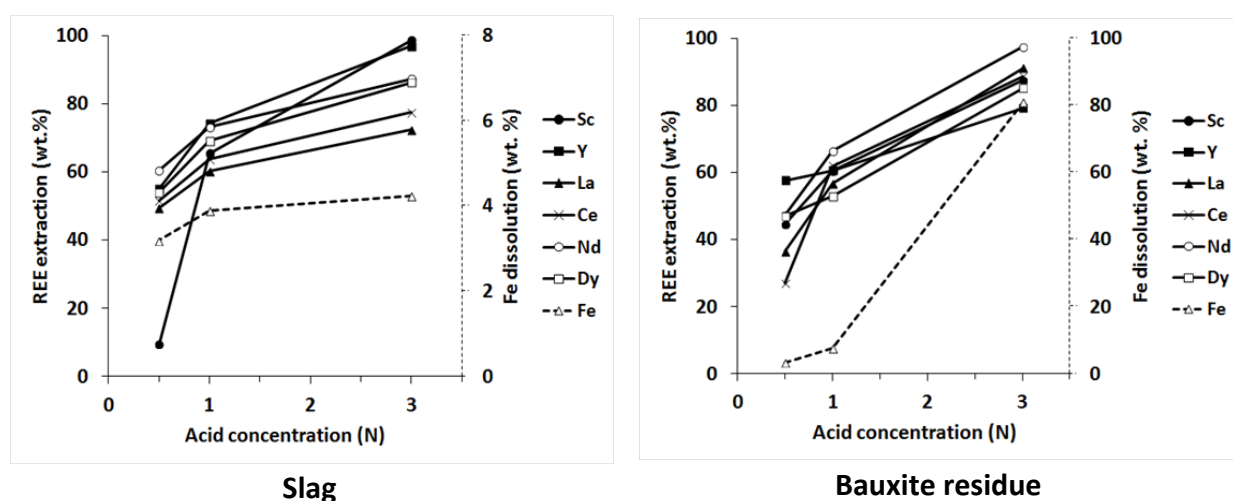 100
80
60
40
20
0
REE extraction (wt.%)
0
1
2
3
Acid concentration (N)
8
6
4
2
0
Fe dissolution (wt. %)
Sc
Y
La
Ce
Nd
Dy
Fe
Slag
100
80
60
40
20
0
REE extraction (wt.%)
0
1
2
3
Acid concentration (N)
100
80
60
40
20
0
Fe dissolution (wt. %)
Sc
Y
La
Ce
Nd
Dy
Fe
Bauxite residue